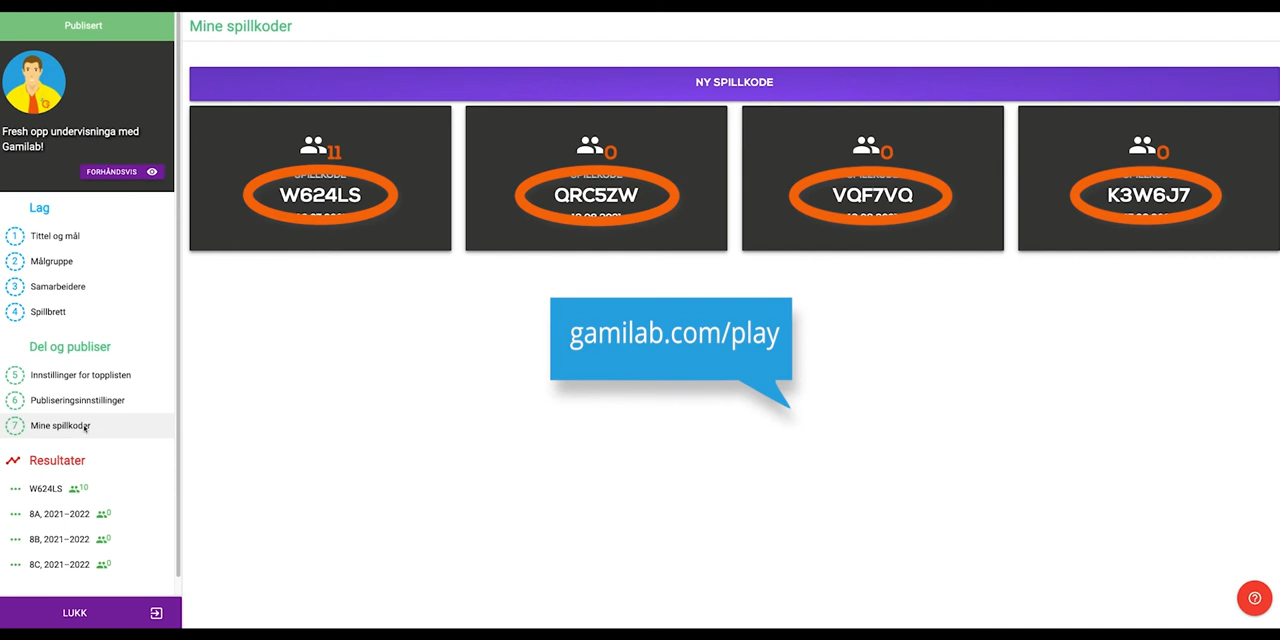 Publisert
Fresh opp undervisninga med
Gamilab!
FORHÅNDSVIS
Lag
1 Tittel og mål
2 Målgruppe
3 Samarbeidere
4 Spillbrett
Del og publiser
5 Innstillinger for topplisten
6 Publiseringsinnstillinger
7 Mine spillkoder
Resultater
W624LS 10
8A, 2021–2022 0
8B, 2021–2022 0
8C, 2021–2022 0
LUKK
Mine spillkoder
NY SPILLKODE
11
W624LS
0
QRC5ZW
0
VQF7VQ
0
K3W6J7
gamilab.com/play